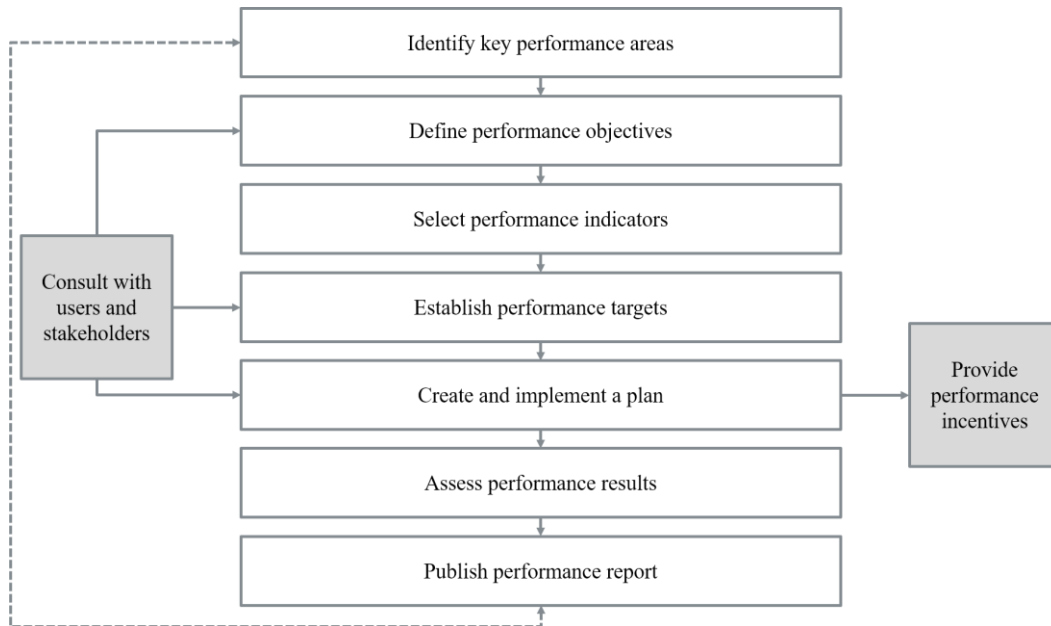 Identify key performance areas
Define performance objectives
Select performance indicators
Consult with
users and
stakeholders
Establish performance targets
Create and implement a plan
Provide
performance
incentives
Assess performance results
Publish performance report